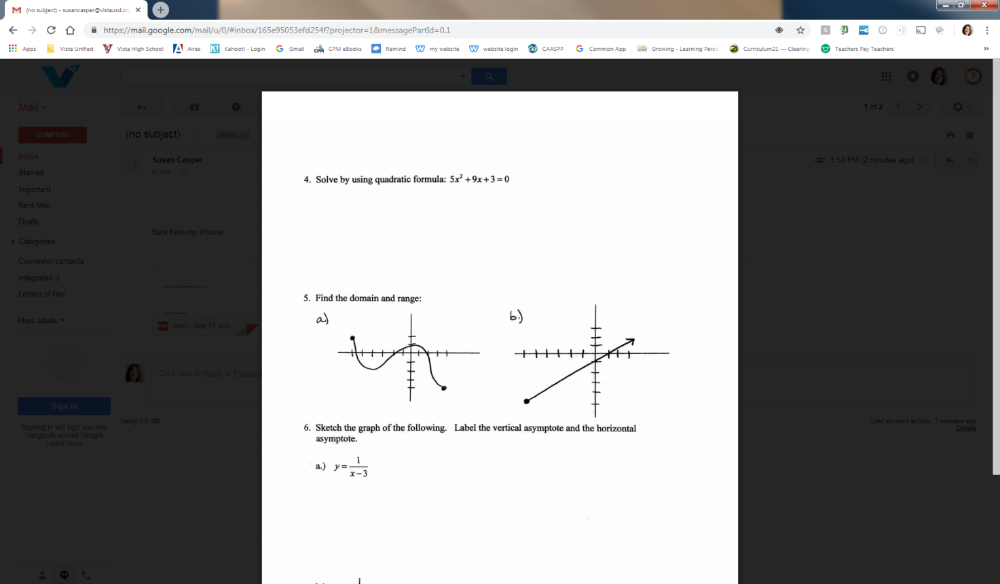 (no subject) - susancasper@vistausd.or
https://mail.google.com/mail/u/0/#inbox/165e95053efd254f?projector=1&messagePartId=0.1
Apps Vista Unified Vista High School Aires Kahoot! - Login Gmail CPM eBooks Remind my website website login CAASPP Common App Growing - Learning Perso Curriculum21 — Clearing Teachers Pay Teachers »
Mail
1 of 2
COMPOSE
(no subject)
Inbox x
Inbox
Susan Casper
1:54 PM (2 minutes ago)
to me
Starred
Important
Sent Mail
Drafts
Sent from my iPhone
Categories
Counselor contacts
Integrated 3
Letters of Rec
More labels
PDF Doc - Sep 17 201...
Click here to Reply or Forward
Sign in
Using 0.6 GB
Signing in will sign you into
Hangouts across Google
Learn more
Last account activity: 7 minutes ago
Details
4. Solve by using quadratic formula: 5x² + 9x + 3 = 0
5. Find the domain and range:
a.) b.)
6. Sketch the graph of the following. Label the vertical asymptote and the horizontal
asymptote.
a.) y = 1/(x − 3)
1